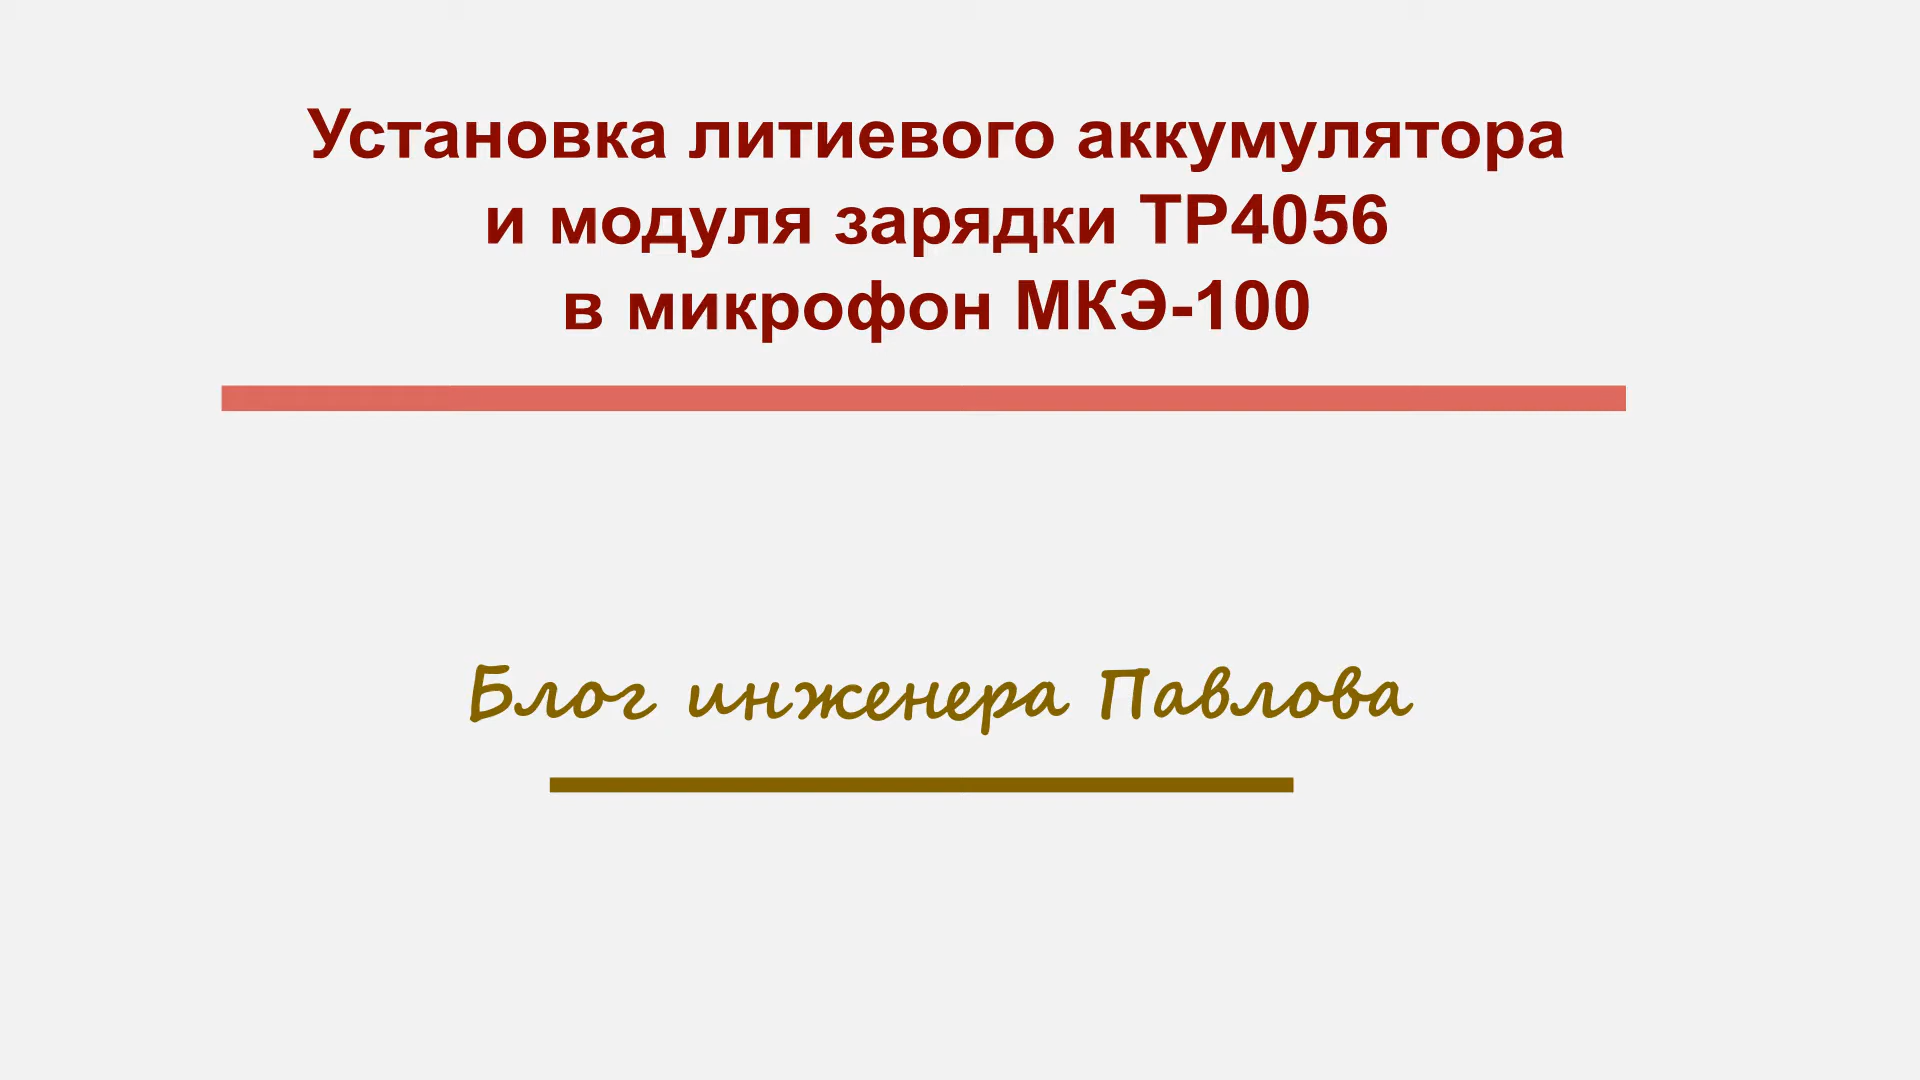 Установка литиевого аккумулятора
и модуля зарядки TP4056
в микрофон МКЭ-100
Блог инженера Павлова